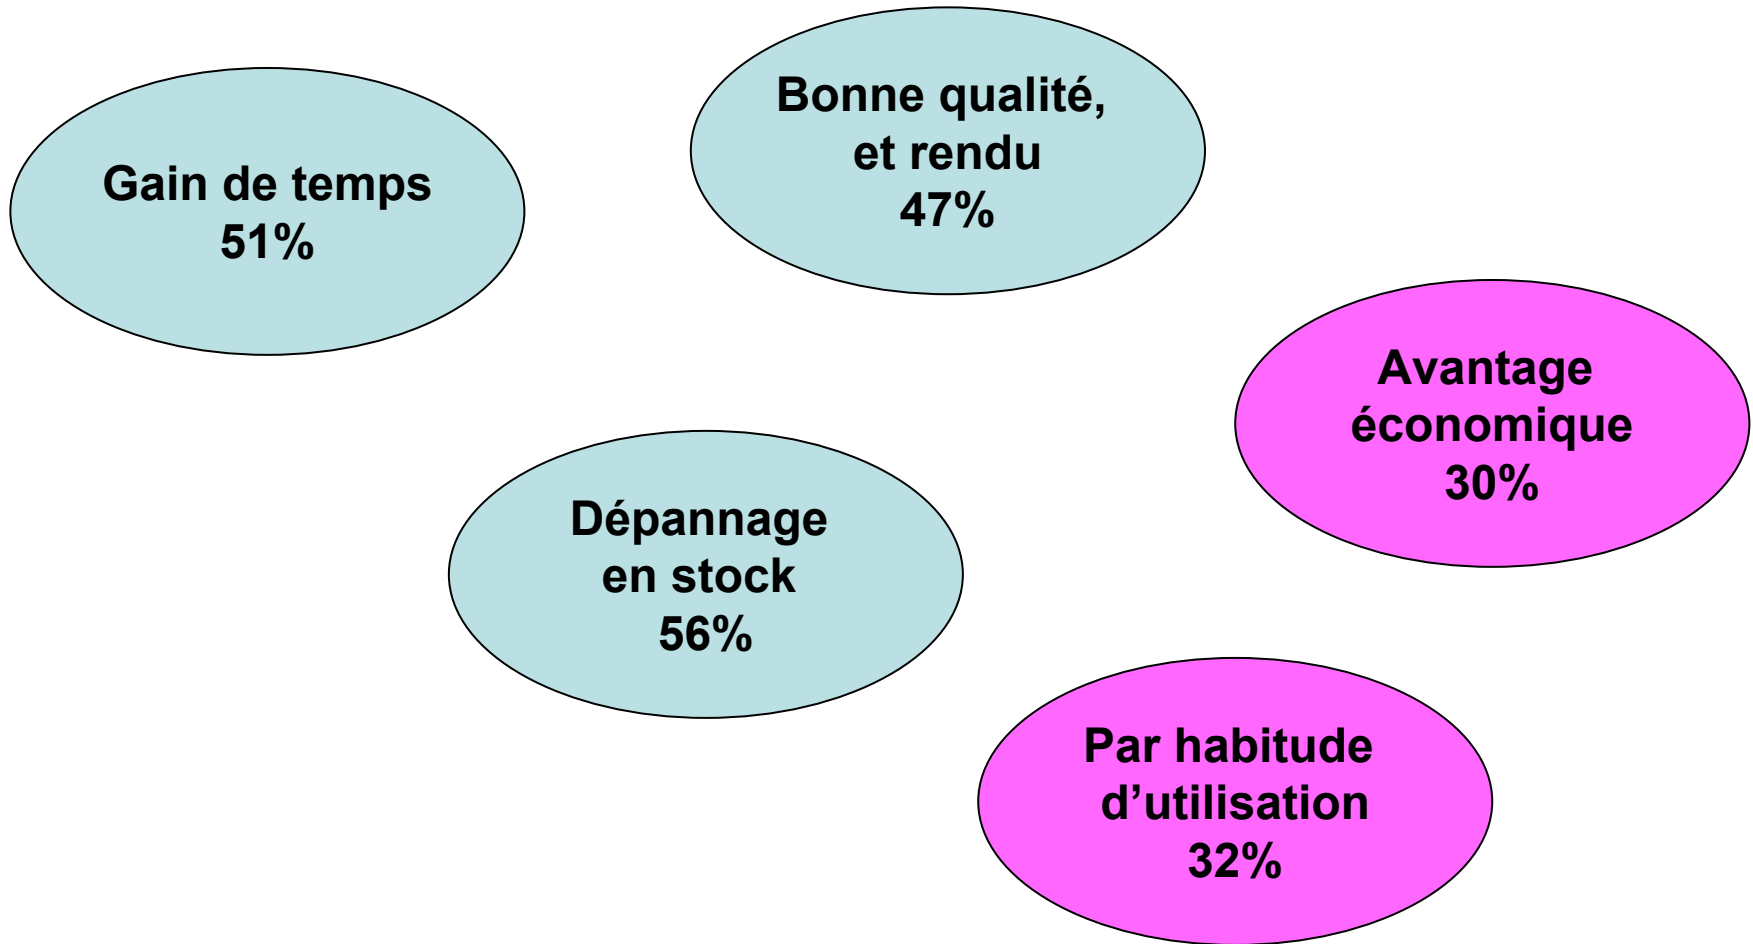 Gain de temps
51%
Bonne qualité,
et rendu
47%
Avantage
économique
30%
Dépannage
en stock
56%
Par habitude
d’utilisation
32%